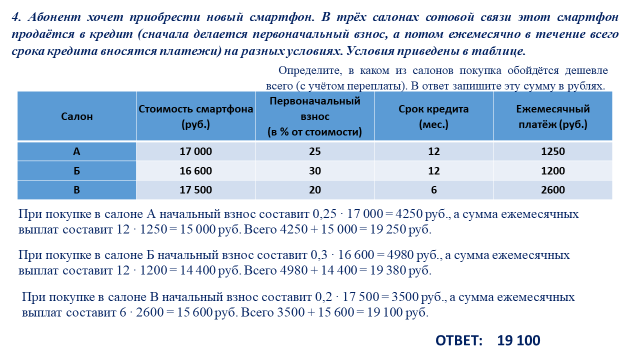 4. Абонент хочет приобрести новый смартфон. В трёх салонах сотовой связи этот смартфон
продаётся в кредит (сначала делается первоначальный взнос, а потом ежемесячно в течение всего
срока кредита вносятся платежи) на разных условиях. Условия приведены в таблице.
Определите, в каком из салонов покупка обойдётся дешевле
всего (с учётом переплаты). В ответ запишите эту сумму в рублях.
Салон Стоимость смартфона (руб.) Первоначальный взнос (в % от стоимости) Срок кредита (мес.) Ежемесячный платёж (руб.)
А 17 000 25 12 1250
Б 16 600 30 12 1200
В 17 500 20 6 2600
При покупке в салоне А начальный взнос составит 0,25 · 17 000 = 4250 руб., а сумма ежемесячных
выплат составит 12 · 1250 = 15 000 руб. Всего 4250 + 15 000 = 19 250 руб.
При покупке в салоне Б начальный взнос составит 0,3 · 16 600 = 4980 руб., а сумма ежемесячных
выплат составит 12 · 1200 = 14 400 руб. Всего 4980 + 14 400 = 19 380 руб.
При покупке в салоне В начальный взнос составит 0,2 · 17 500 = 3500 руб., а сумма ежемесячных
выплат составит 6 · 2600 = 15 600 руб. Всего 3500 + 15 600 = 19 100 руб.
ОТВЕТ: 19 100